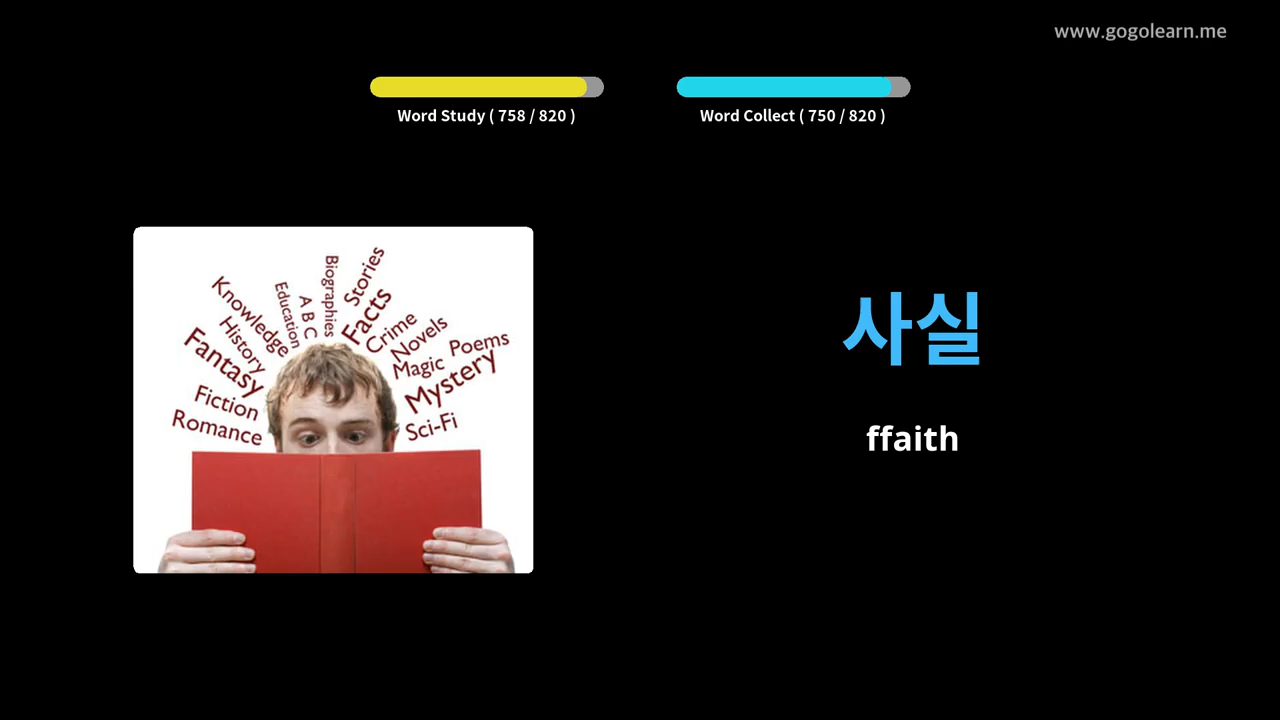 www.gogolearn.me
Word Study ( 758 / 820 )
Word Collect ( 750 / 820 )
Romance
Fiction
Fantasy
History
Knowledge
Education
A B C
Biographies
Stories
Facts
Crime
Novels
Magic
Poems
Mystery
Sci-Fi
사실
ffaith